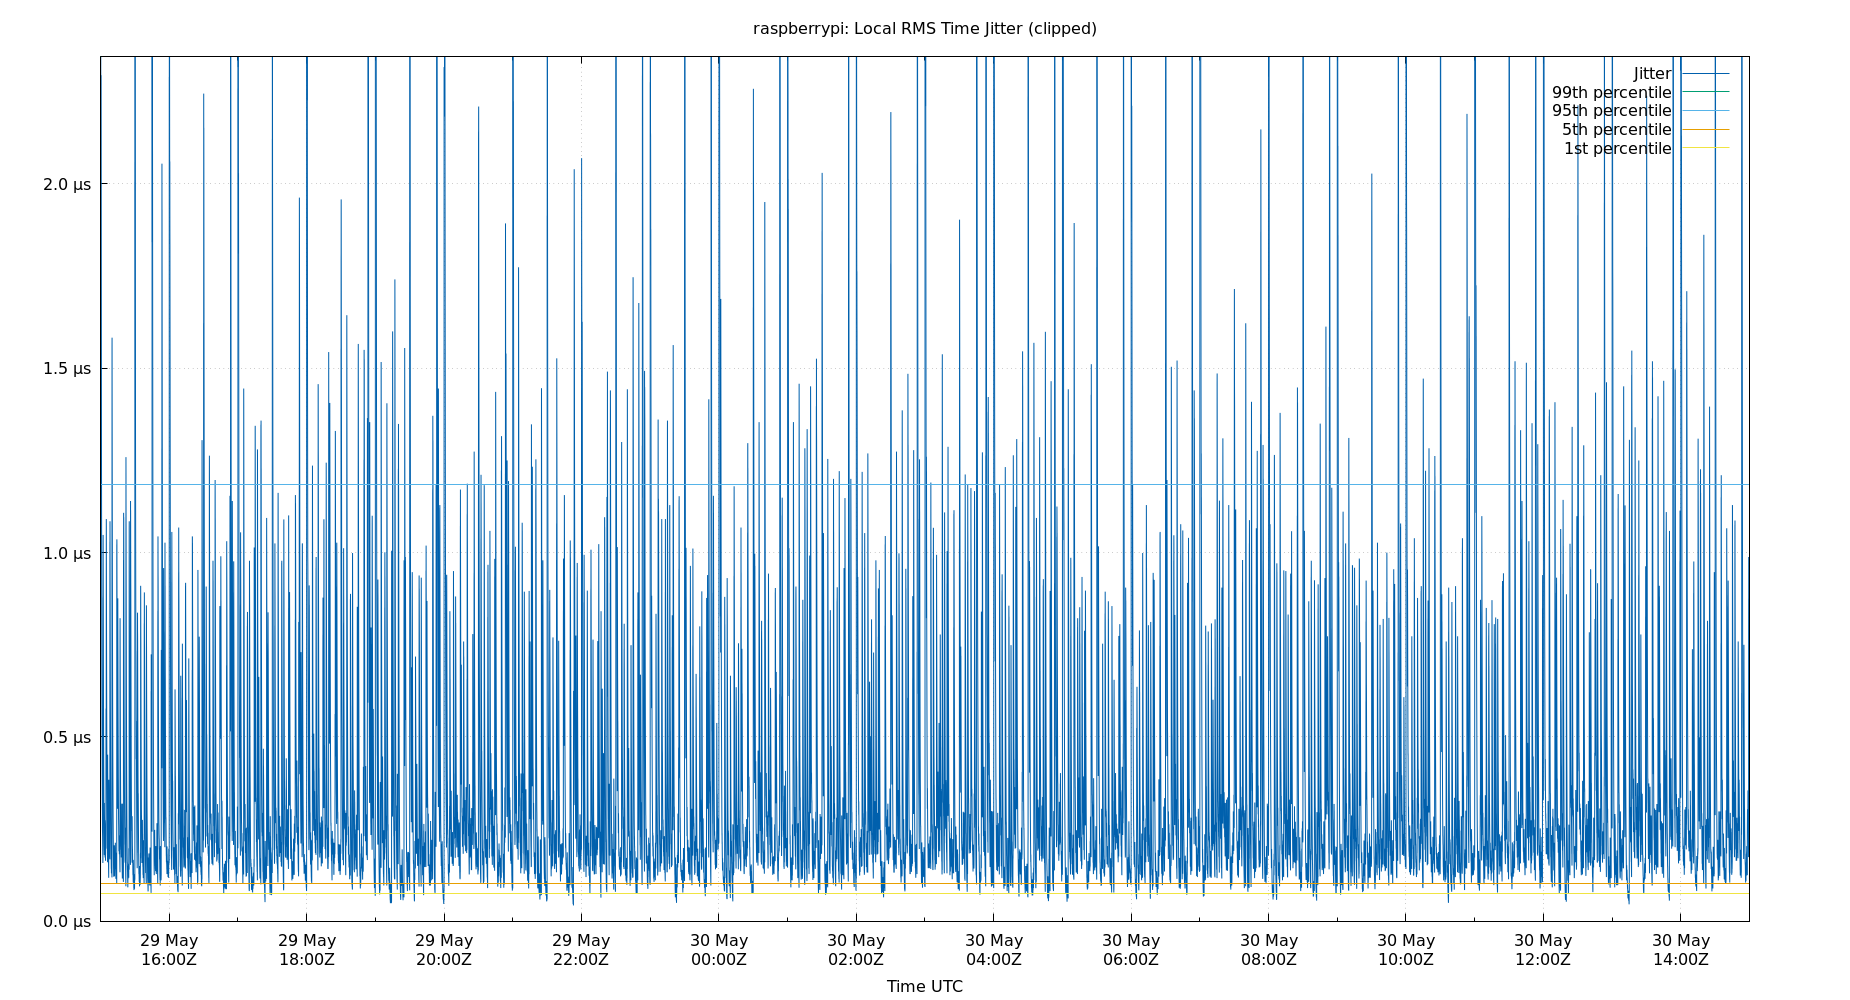 raspberrypi: Local RMS Time Jitter (clipped)
Jitter
99th percentile
95th percentile
5th percentile
1st percentile
2.0 µs
1.5 µs
1.0 µs
0.5 µs
0.0 µs
29 May 29 May 29 May 29 May 30 May 30 May 30 May 30 May 30 May 30 May 30 May 30 May
16:00Z 18:00Z 20:00Z 22:00Z 00:00Z 02:00Z 04:00Z 06:00Z 08:00Z 10:00Z 12:00Z 14:00Z
Time UTC